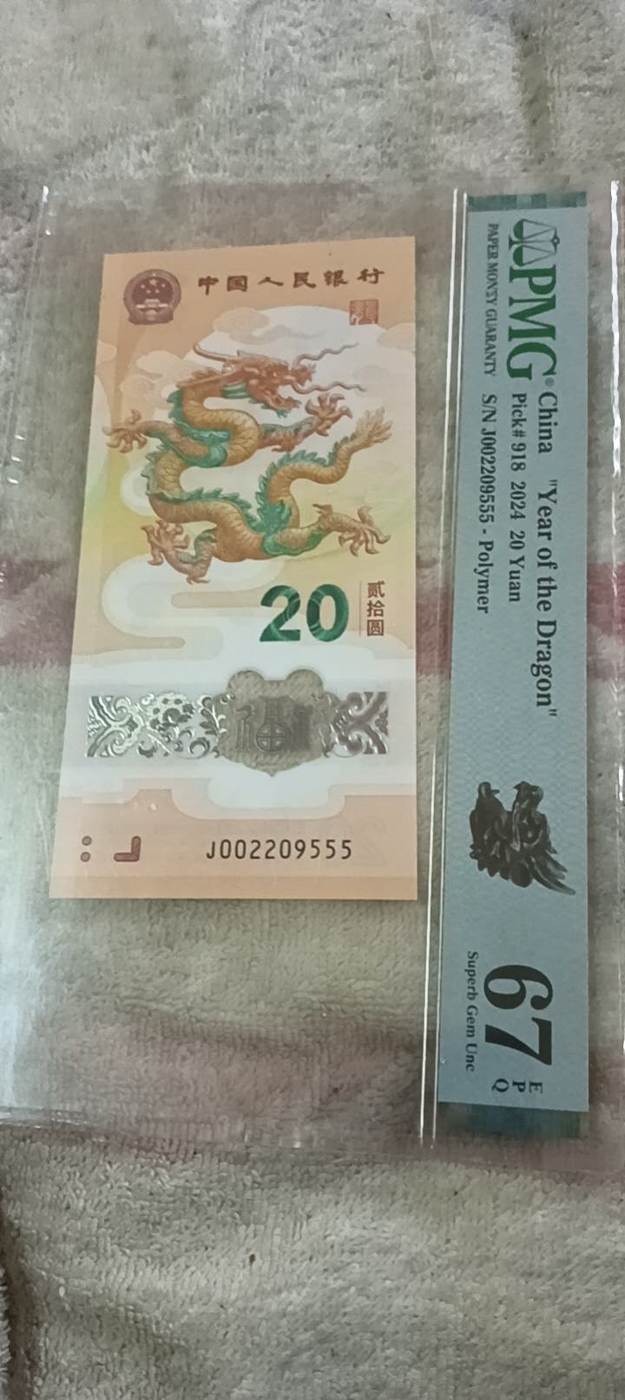 中国人民银行
20
贰拾圆
J002209555
PMG®
PAPER MONEY GUARANTY
China "Year of the Dragon"
Pick# 918 2024 20 Yuan
S/N J002209555 - Polymer
67
EPQ
Superb Gem Unc
福